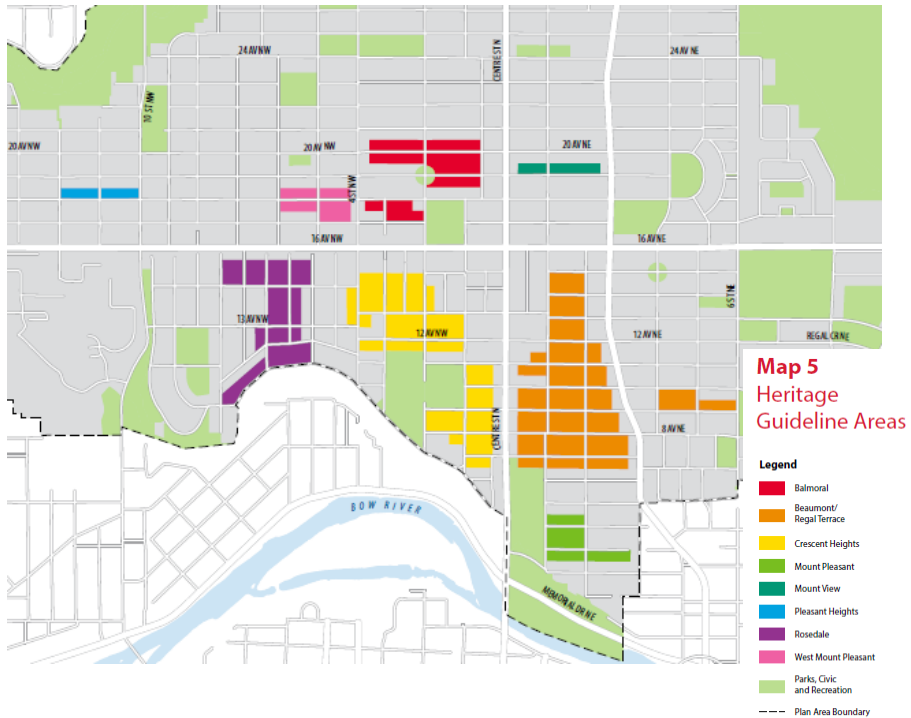 24 AV NW
CENTRE ST N
24 AV NE
10 ST NW
20 AV NW
20 AV NW
20 AV NE
4 ST NW
16 AV NW
16 AV NE
6 ST NE
13 AV NW
12 AV NW
12 AV NE
REGAL CR NE
Map 5
Heritage
Guideline Areas
CENTRE ST N
8 AV NE
Legend
Balmoral
BOW RIVER
Beaumont/
Regal Terrace
Crescent Heights
Mount Pleasant
Mount View
MEMORIAL DR NE
Pleasant Heights
Rosedale
West Mount Pleasant
Parks, Civic
and Recreation
Plan Area Boundary